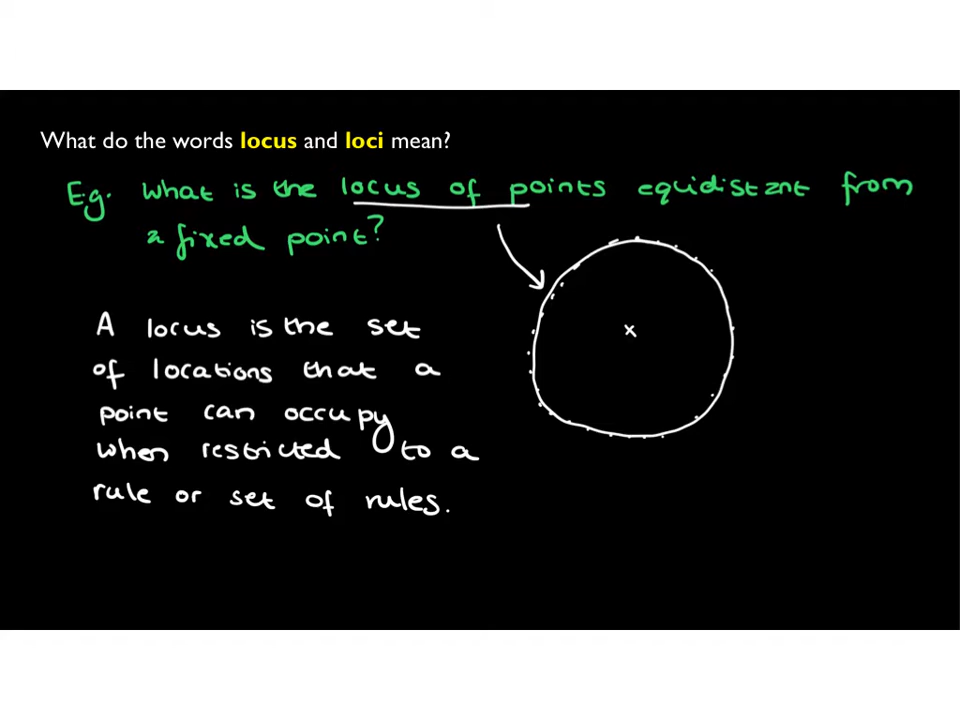 What do the words locus and loci mean?
Eg. What is the locus of points equidistant from
a fixed point?
A locus is the set
of locations that a
point can occupy
when restricted to a
rule or set of rules.